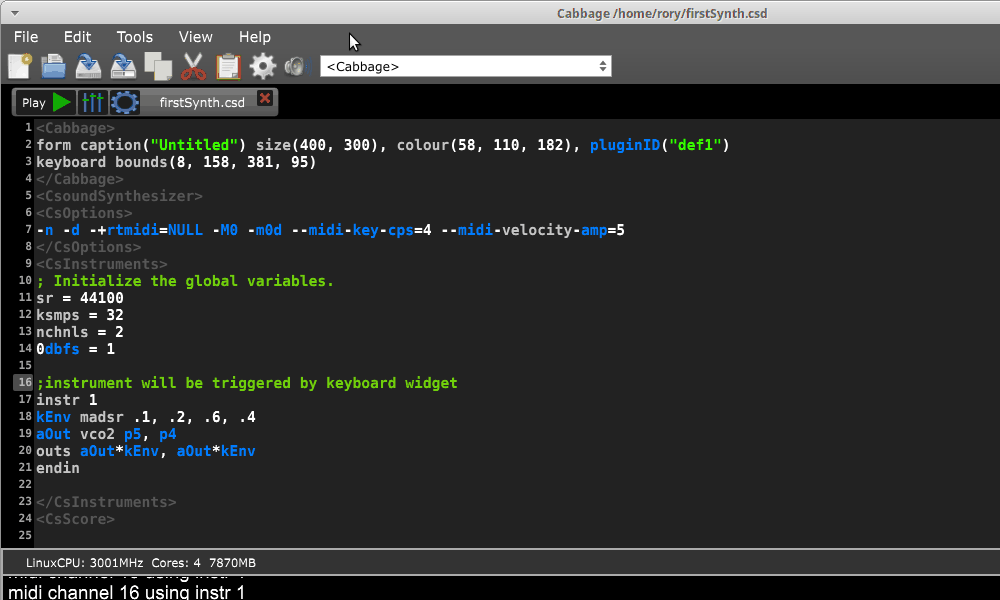 Cabbage /home/rory/firstSynth.csd
File Edit Tools View Help
<Cabbage>
Play firstSynth.csd
1 <Cabbage>
2 form caption("Untitled") size(400, 300), colour(58, 110, 182), pluginID("def1")
3 keyboard bounds(8, 158, 381, 95)
4 </Cabbage>
5 <CsoundSynthesizer>
6 <CsOptions>
7 -n -d -+rtmidi=NULL -M0 -m0d --midi-key-cps=4 --midi-velocity-amp=5
8 </CsOptions>
9 <CsInstruments>
10 ; Initialize the global variables.
11 sr = 44100
12 ksmps = 32
13 nchnls = 2
14 0dbfs = 1
15
16 ;instrument will be triggered by keyboard widget
17 instr 1
18 kEnv madsr .1, .2, .6, .4
19 aOut vco2 p5, p4
20 outs aOut*kEnv, aOut*kEnv
21 endin
22
23 </CsInstruments>
24 <CsScore>
25
LinuxCPU: 3001MHz Cores: 4 7870MB
midi channel 16 using instr 1